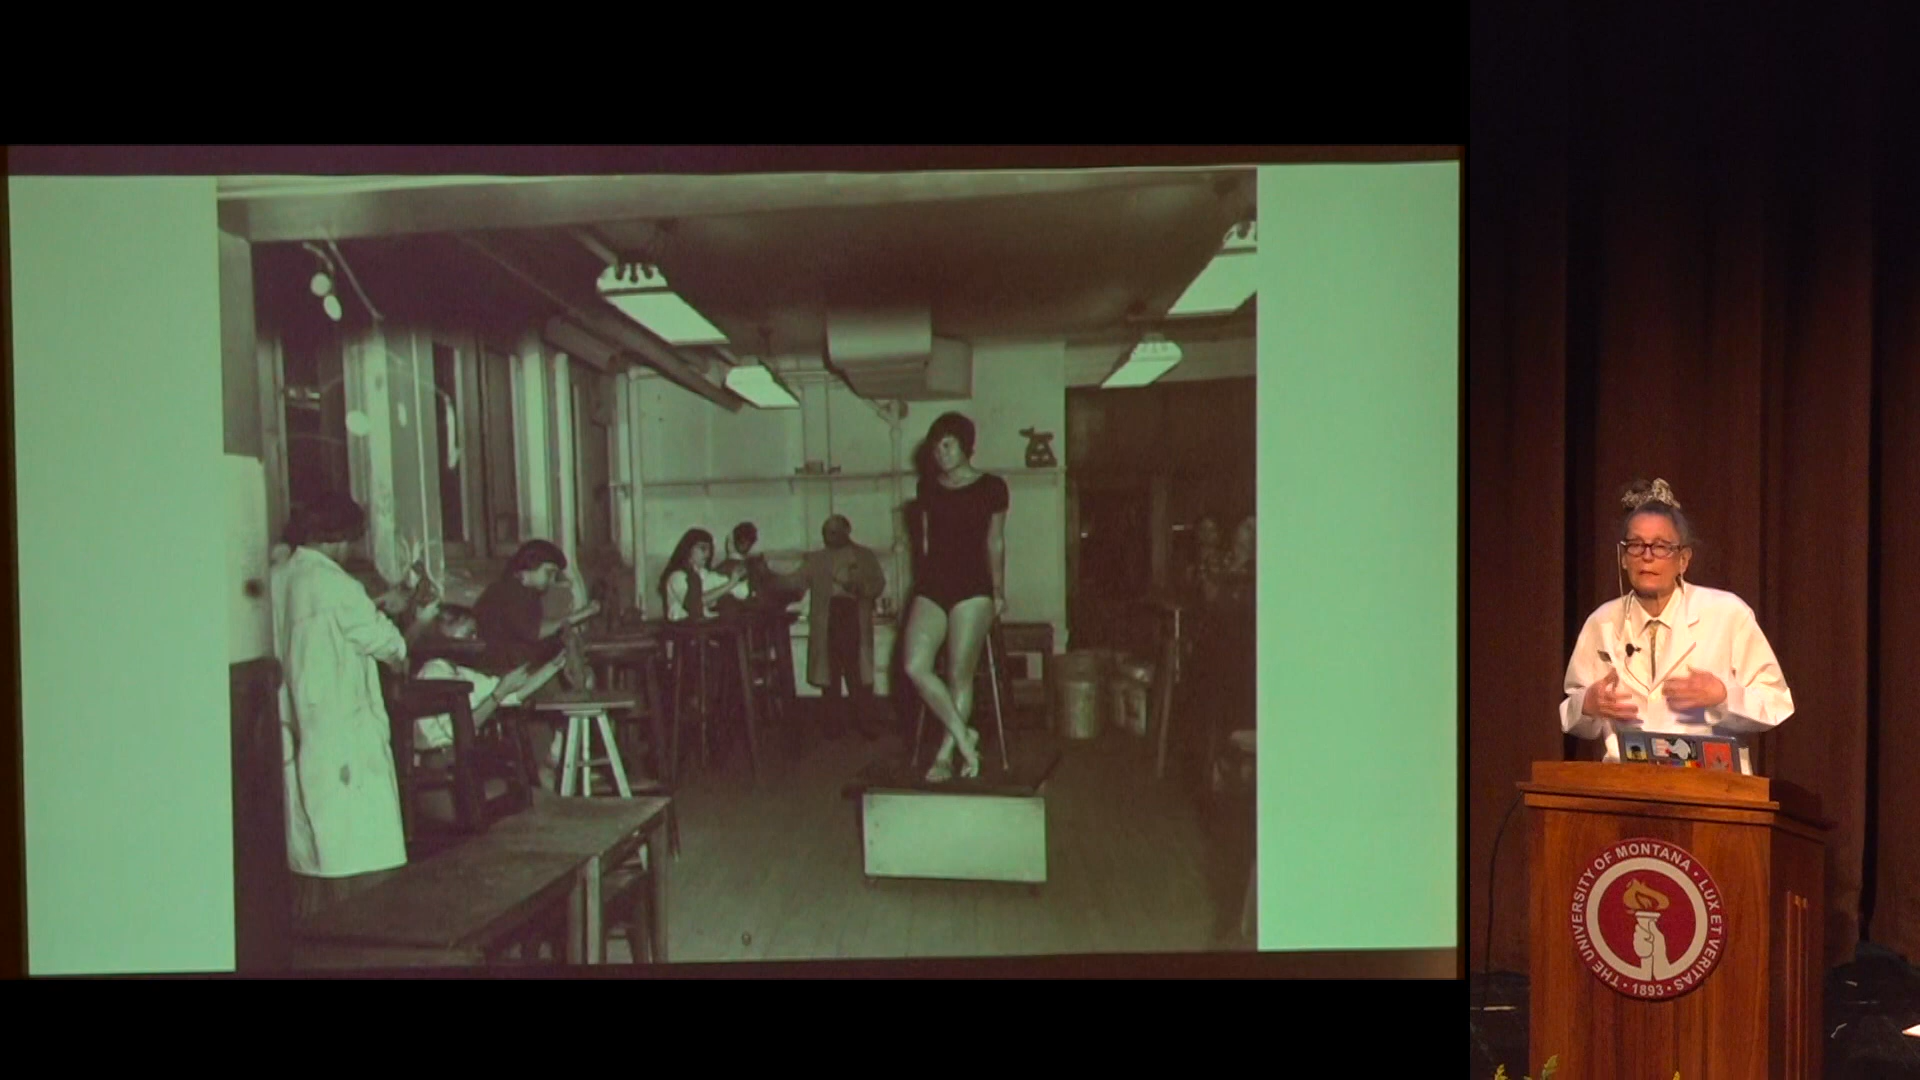 THE UNIVERSITY OF MONTANA • LUX ET VERITAS •
• 1893 •